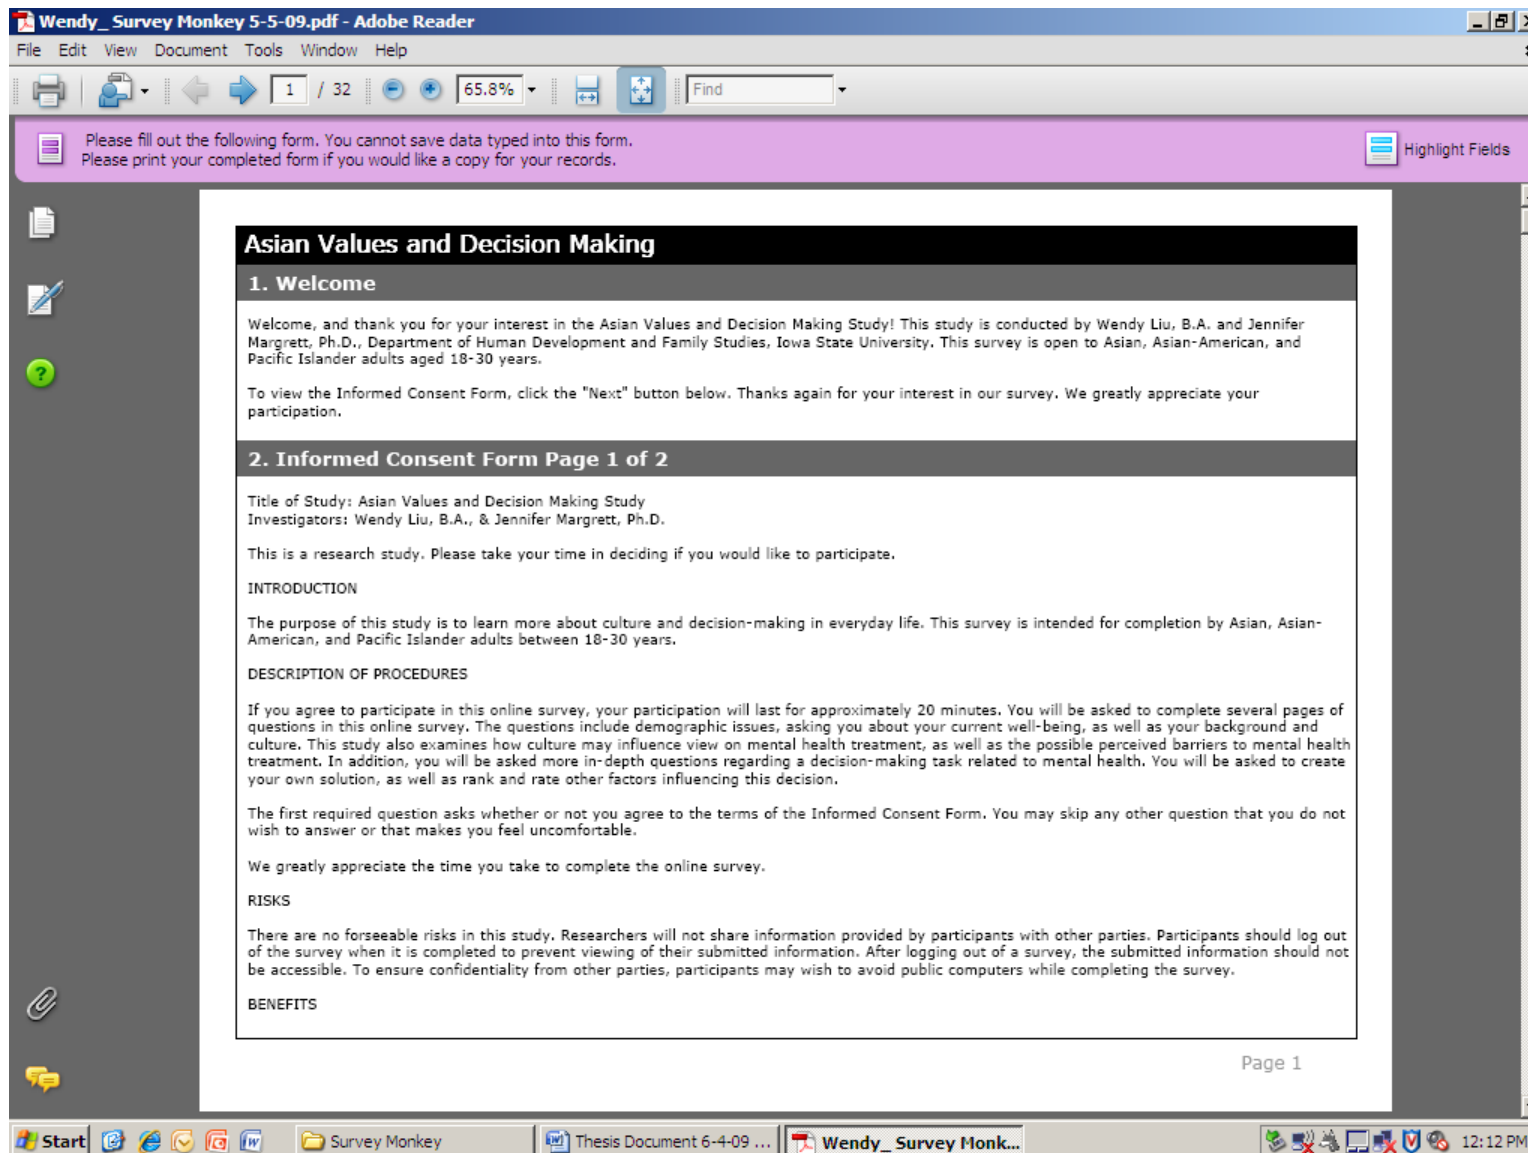 Wendy_ Survey Monkey 5-5-09.pdf - Adobe Reader
File Edit View Document Tools Window Help
1 / 32 65.8% Find
Please fill out the following form. You cannot save data typed into this form.
Please print your completed form if you would like a copy for your records.
Highlight Fields
Asian Values and Decision Making
1. Welcome
Welcome, and thank you for your interest in the Asian Values and Decision Making Study! This study is conducted by Wendy Liu, B.A. and Jennifer
Margrett, Ph.D., Department of Human Development and Family Studies, Iowa State University. This survey is open to Asian, Asian-American, and
Pacific Islander adults aged 18-30 years.
To view the Informed Consent Form, click the "Next" button below. Thanks again for your interest in our survey. We greatly appreciate your
participation.
2. Informed Consent Form Page 1 of 2
Title of Study: Asian Values and Decision Making Study
Investigators: Wendy Liu, B.A., & Jennifer Margrett, Ph.D.
This is a research study. Please take your time in deciding if you would like to participate.
INTRODUCTION
The purpose of this study is to learn more about culture and decision-making in everyday life. This survey is intended for completion by Asian, Asian-
American, and Pacific Islander adults between 18-30 years.
DESCRIPTION OF PROCEDURES
If you agree to participate in this online survey, your participation will last for approximately 20 minutes. You will be asked to complete several pages of
questions in this online survey. The questions include demographic issues, asking you about your current well-being, as well as your background and
culture. This study also examines how culture may influence view on mental health treatment, as well as the possible perceived barriers to mental health
treatment. In addition, you will be asked more in-depth questions regarding a decision-making task related to mental health. You will be asked to create
your own solution, as well as rank and rate other factors influencing this decision.
The first required question asks whether or not you agree to the terms of the Informed Consent Form. You may skip any other question that you do not
wish to answer or that makes you feel uncomfortable.
We greatly appreciate the time you take to complete the online survey.
RISKS
There are no forseeable risks in this study. Researchers will not share information provided by participants with other parties. Participants should log out
of the survey when it is completed to prevent viewing of their submitted information. After logging out of a survey, the submitted information should not
be accessible. To ensure confidentiality from other parties, participants may wish to avoid public computers while completing the survey.
BENEFITS
Page 1
Start Survey Monkey Thesis Document 6-4-09 ... Wendy_ Survey Monk... 12:12 PM